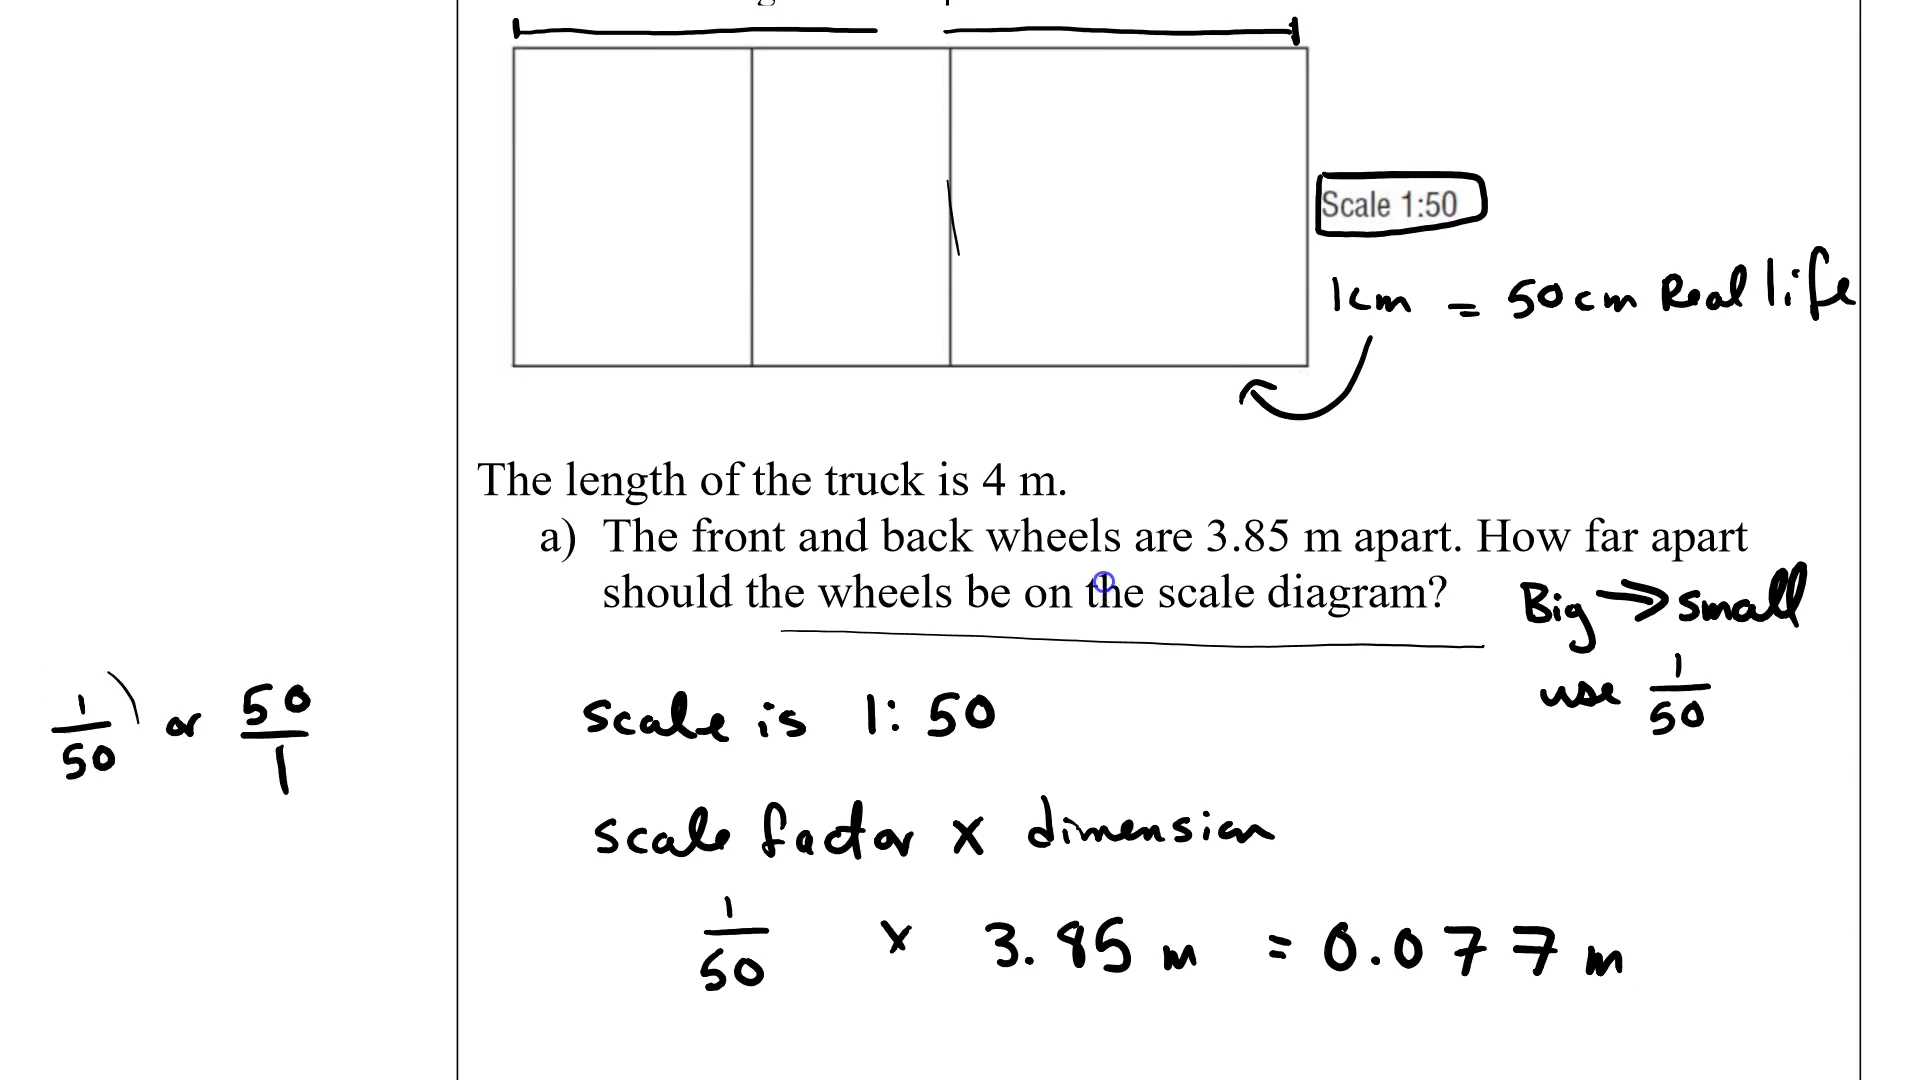 Scale 1:50
1cm = 50cm Real life
The length of the truck is 4 m.
a) The front and back wheels are 3.85 m apart. How far apart
should the wheels be on the scale diagram?
Big → small
use 1/50
1/50 or 50/1
scale is 1:50
scale factor x dimension
1/50 x 3.85 m = 0.077 m